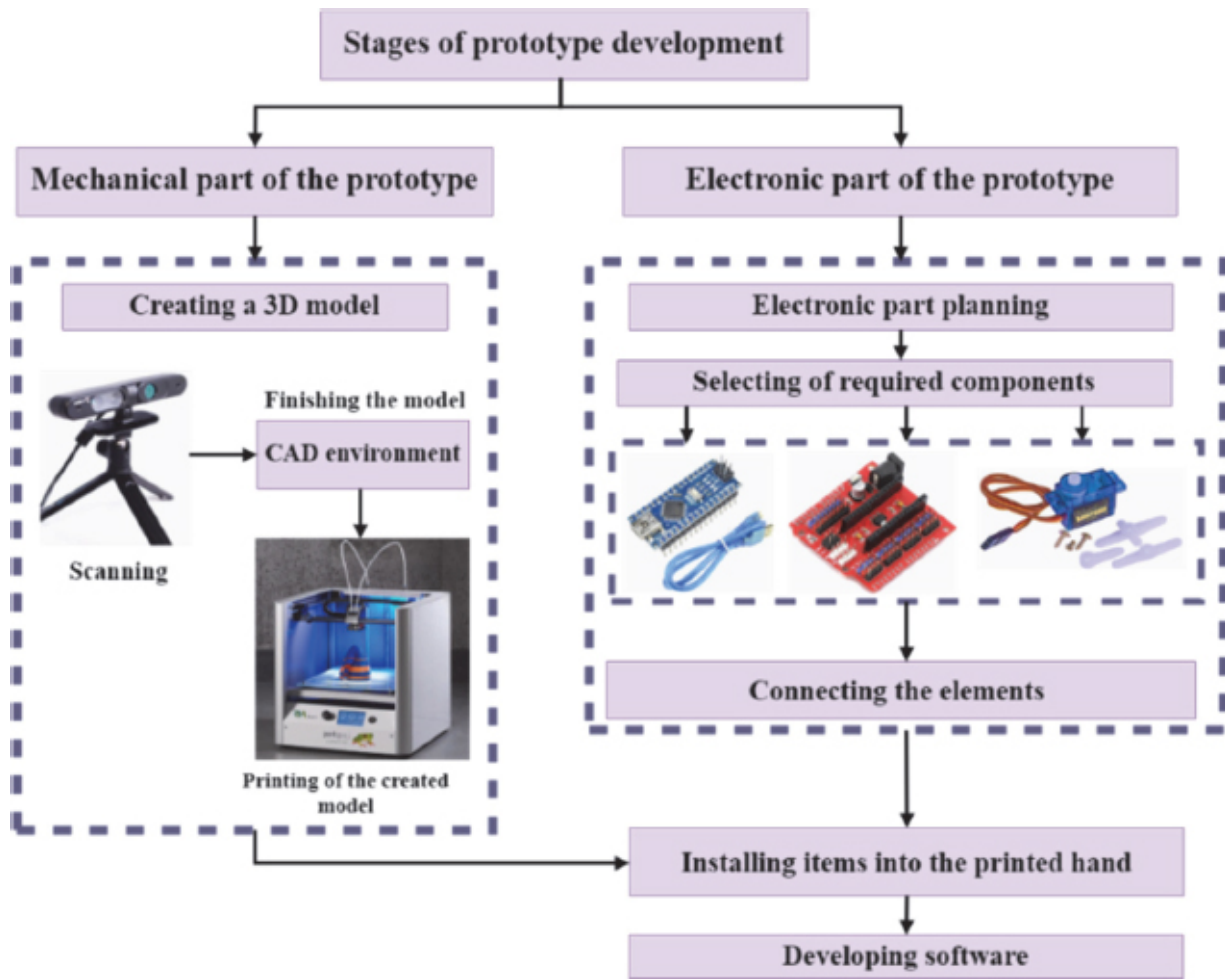 Stages of prototype development
Mechanical part of the prototype
Electronic part of the prototype
Creating a 3D model
Finishing the model
CAD environment
Scanning
Printing of the created
model
Electronic part planning
Selecting of required components
Connecting the elements
Installing items into the printed hand
Developing software